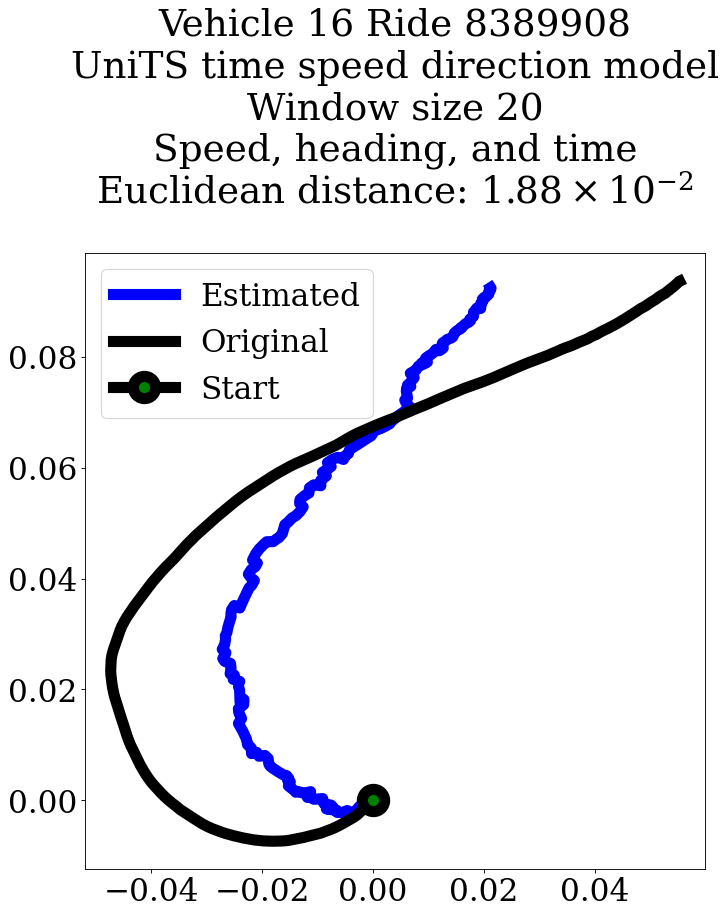 Vehicle 16 Ride 8389908
UniTS time speed direction model
Window size 20
Speed, heading, and time
Euclidean distance: 1.88 × 10⁻²
Estimated
Original
Start
0.08
0.06
0.04
0.02
0.00
−0.04 −0.02 0.00 0.02 0.04